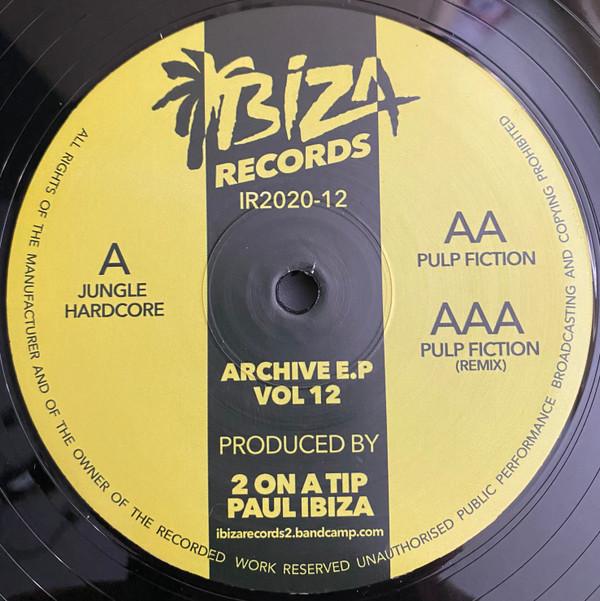 IBIZA
RECORDS
IR2020-12
A
JUNGLE
HARDCORE
AA
PULP FICTION
AAA
PULP FICTION
(REMIX)
ARCHIVE E.P
VOL 12
PRODUCED BY
2 ON A TIP
PAUL IBIZA
ibizarecords2.bandcamp.com
ALL RIGHTS OF THE MANUFACTURER AND OF THE OWNER OF THE RECORDED WORK RESERVED UNAUTHORISED PUBLIC PERFORMANCE BROADCASTING AND COPYING PROHIBITED